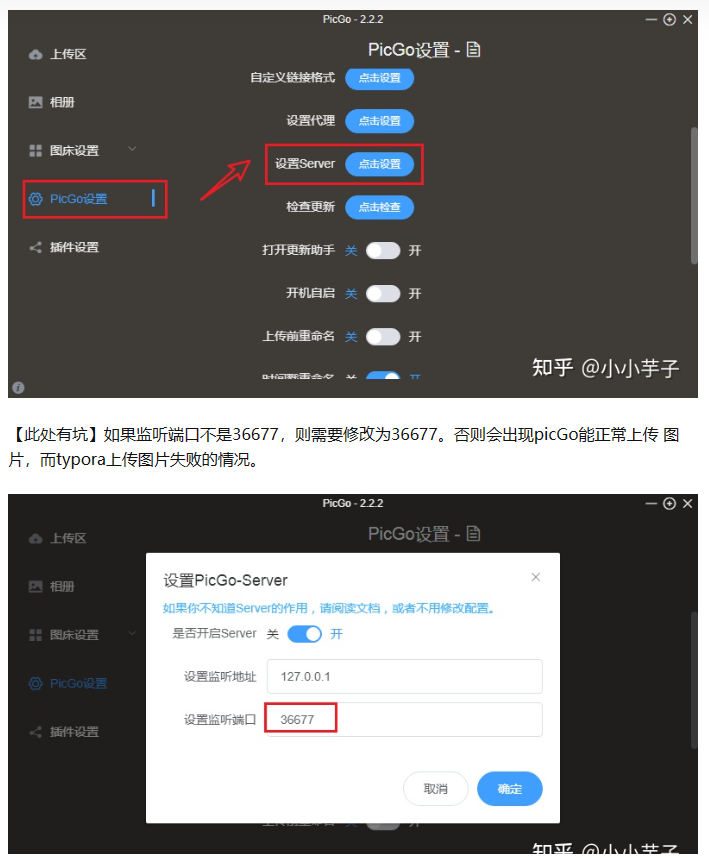 PicGo - 2.2.2
上传区
PicGo设置 -
自定义链接格式 点击设置
相册
设置代理 点击设置
图床设置
设置Server 点击设置
PicGo设置
检查更新 点击检查
插件设置
打开更新助手 关 开
开机自启 关 开
上传前重命名 关 开
时间戳重命名 关 开
知乎 @小小芋子
【此处有坑】如果监听端口不是36677，则需要修改为36677。否则会出现picGo能正常上传 图
片，而typora上传图片失败的情况。
PicGo - 2.2.2
上传区
PicGo设置 -
设置PicGo-Server
相册
如果你不知道Server的作用，请阅读文档，或者不用修改配置。
图床设置
是否开启Server 关 开
PicGo设置
设置监听地址 127.0.0.1
设置监听端口 36677
插件设置
取消 确定
上传前重命名 关 开
知乎 @小小芋子